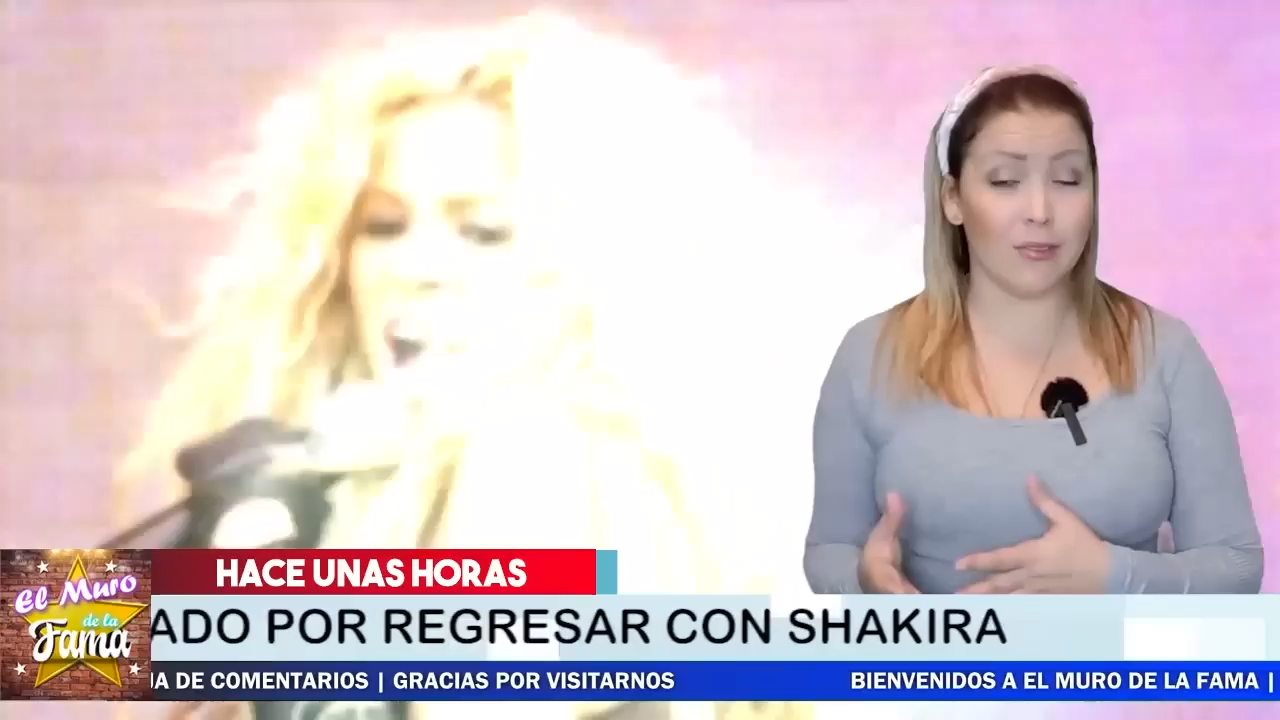 HACE UNAS HORAS
ADO POR REGRESAR CON SHAKIRA
El Muro
de la
Fama
A DE COMENTARIOS | GRACIAS POR VISITARNOS
BIENVENIDOS A EL MURO DE LA FAMA |